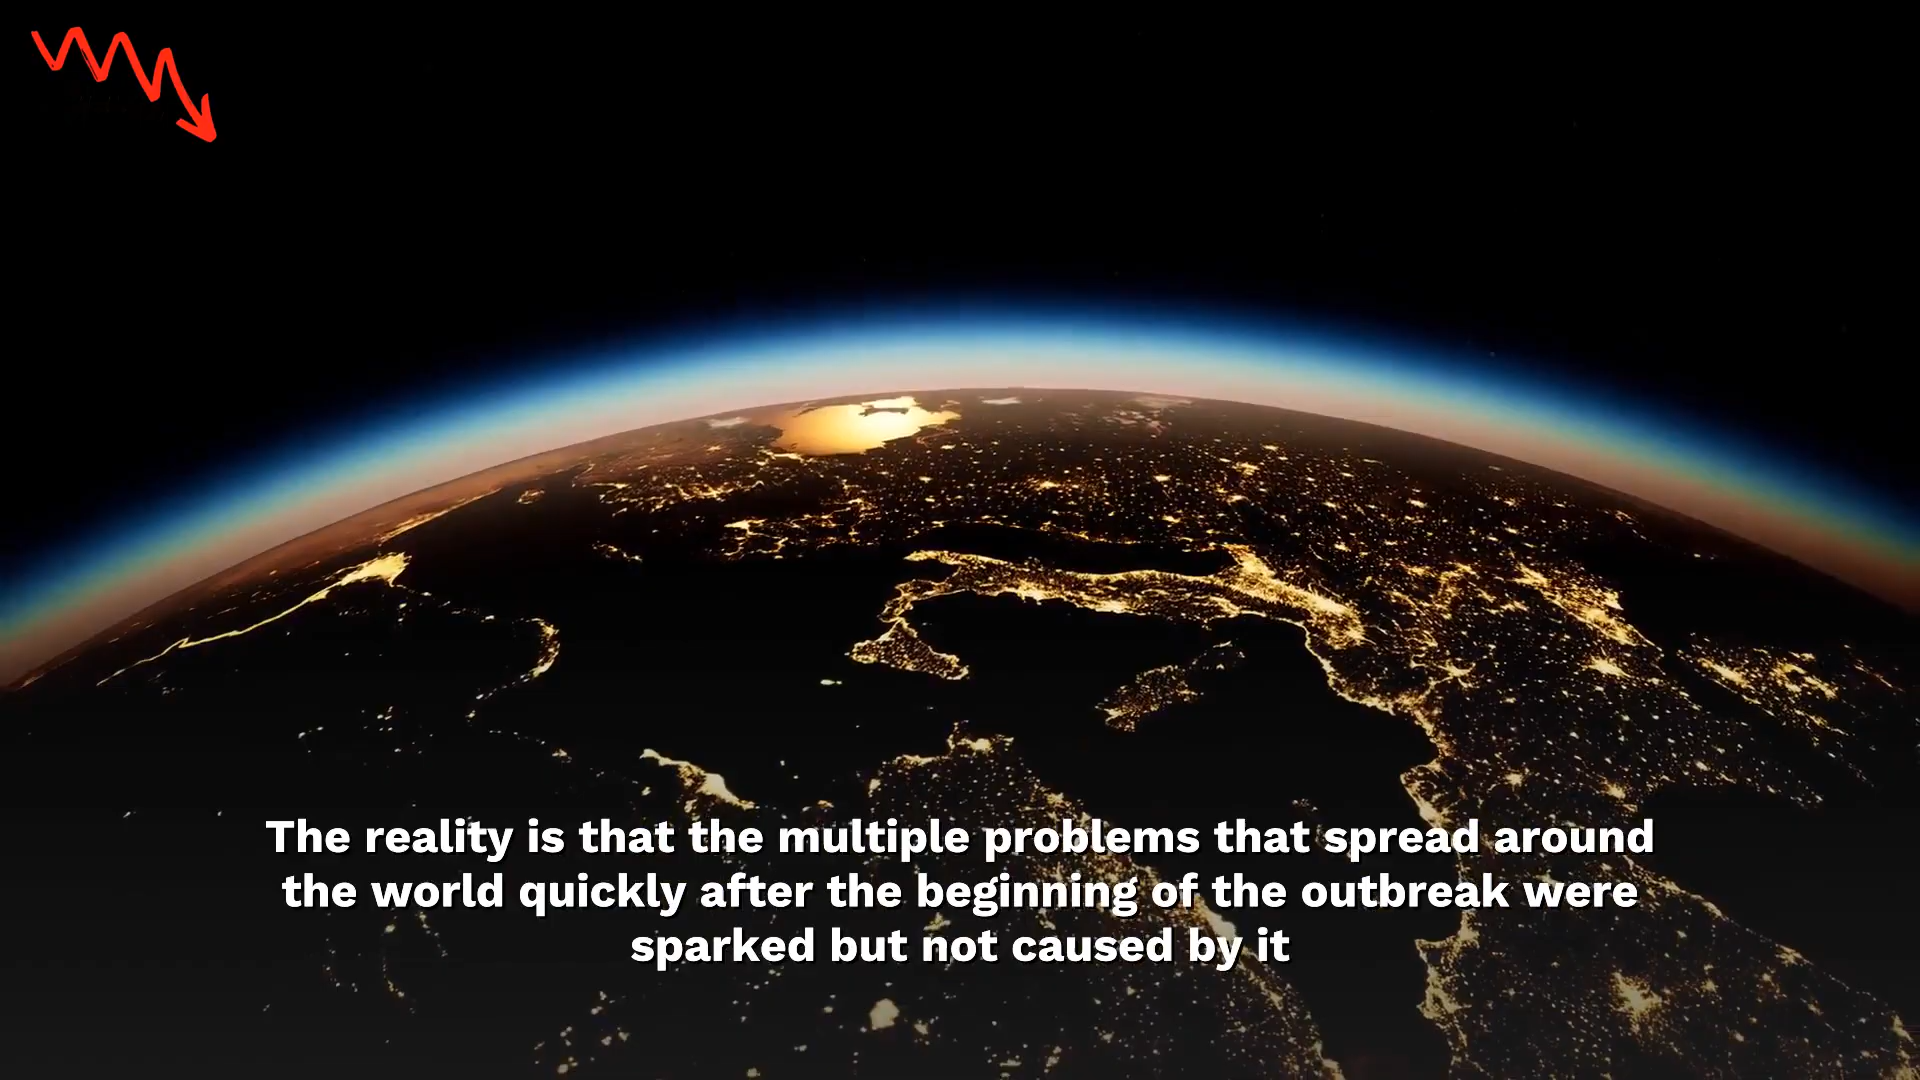 The reality is that the multiple problems that spread around
the world quickly after the beginning of the outbreak were
sparked but not caused by it